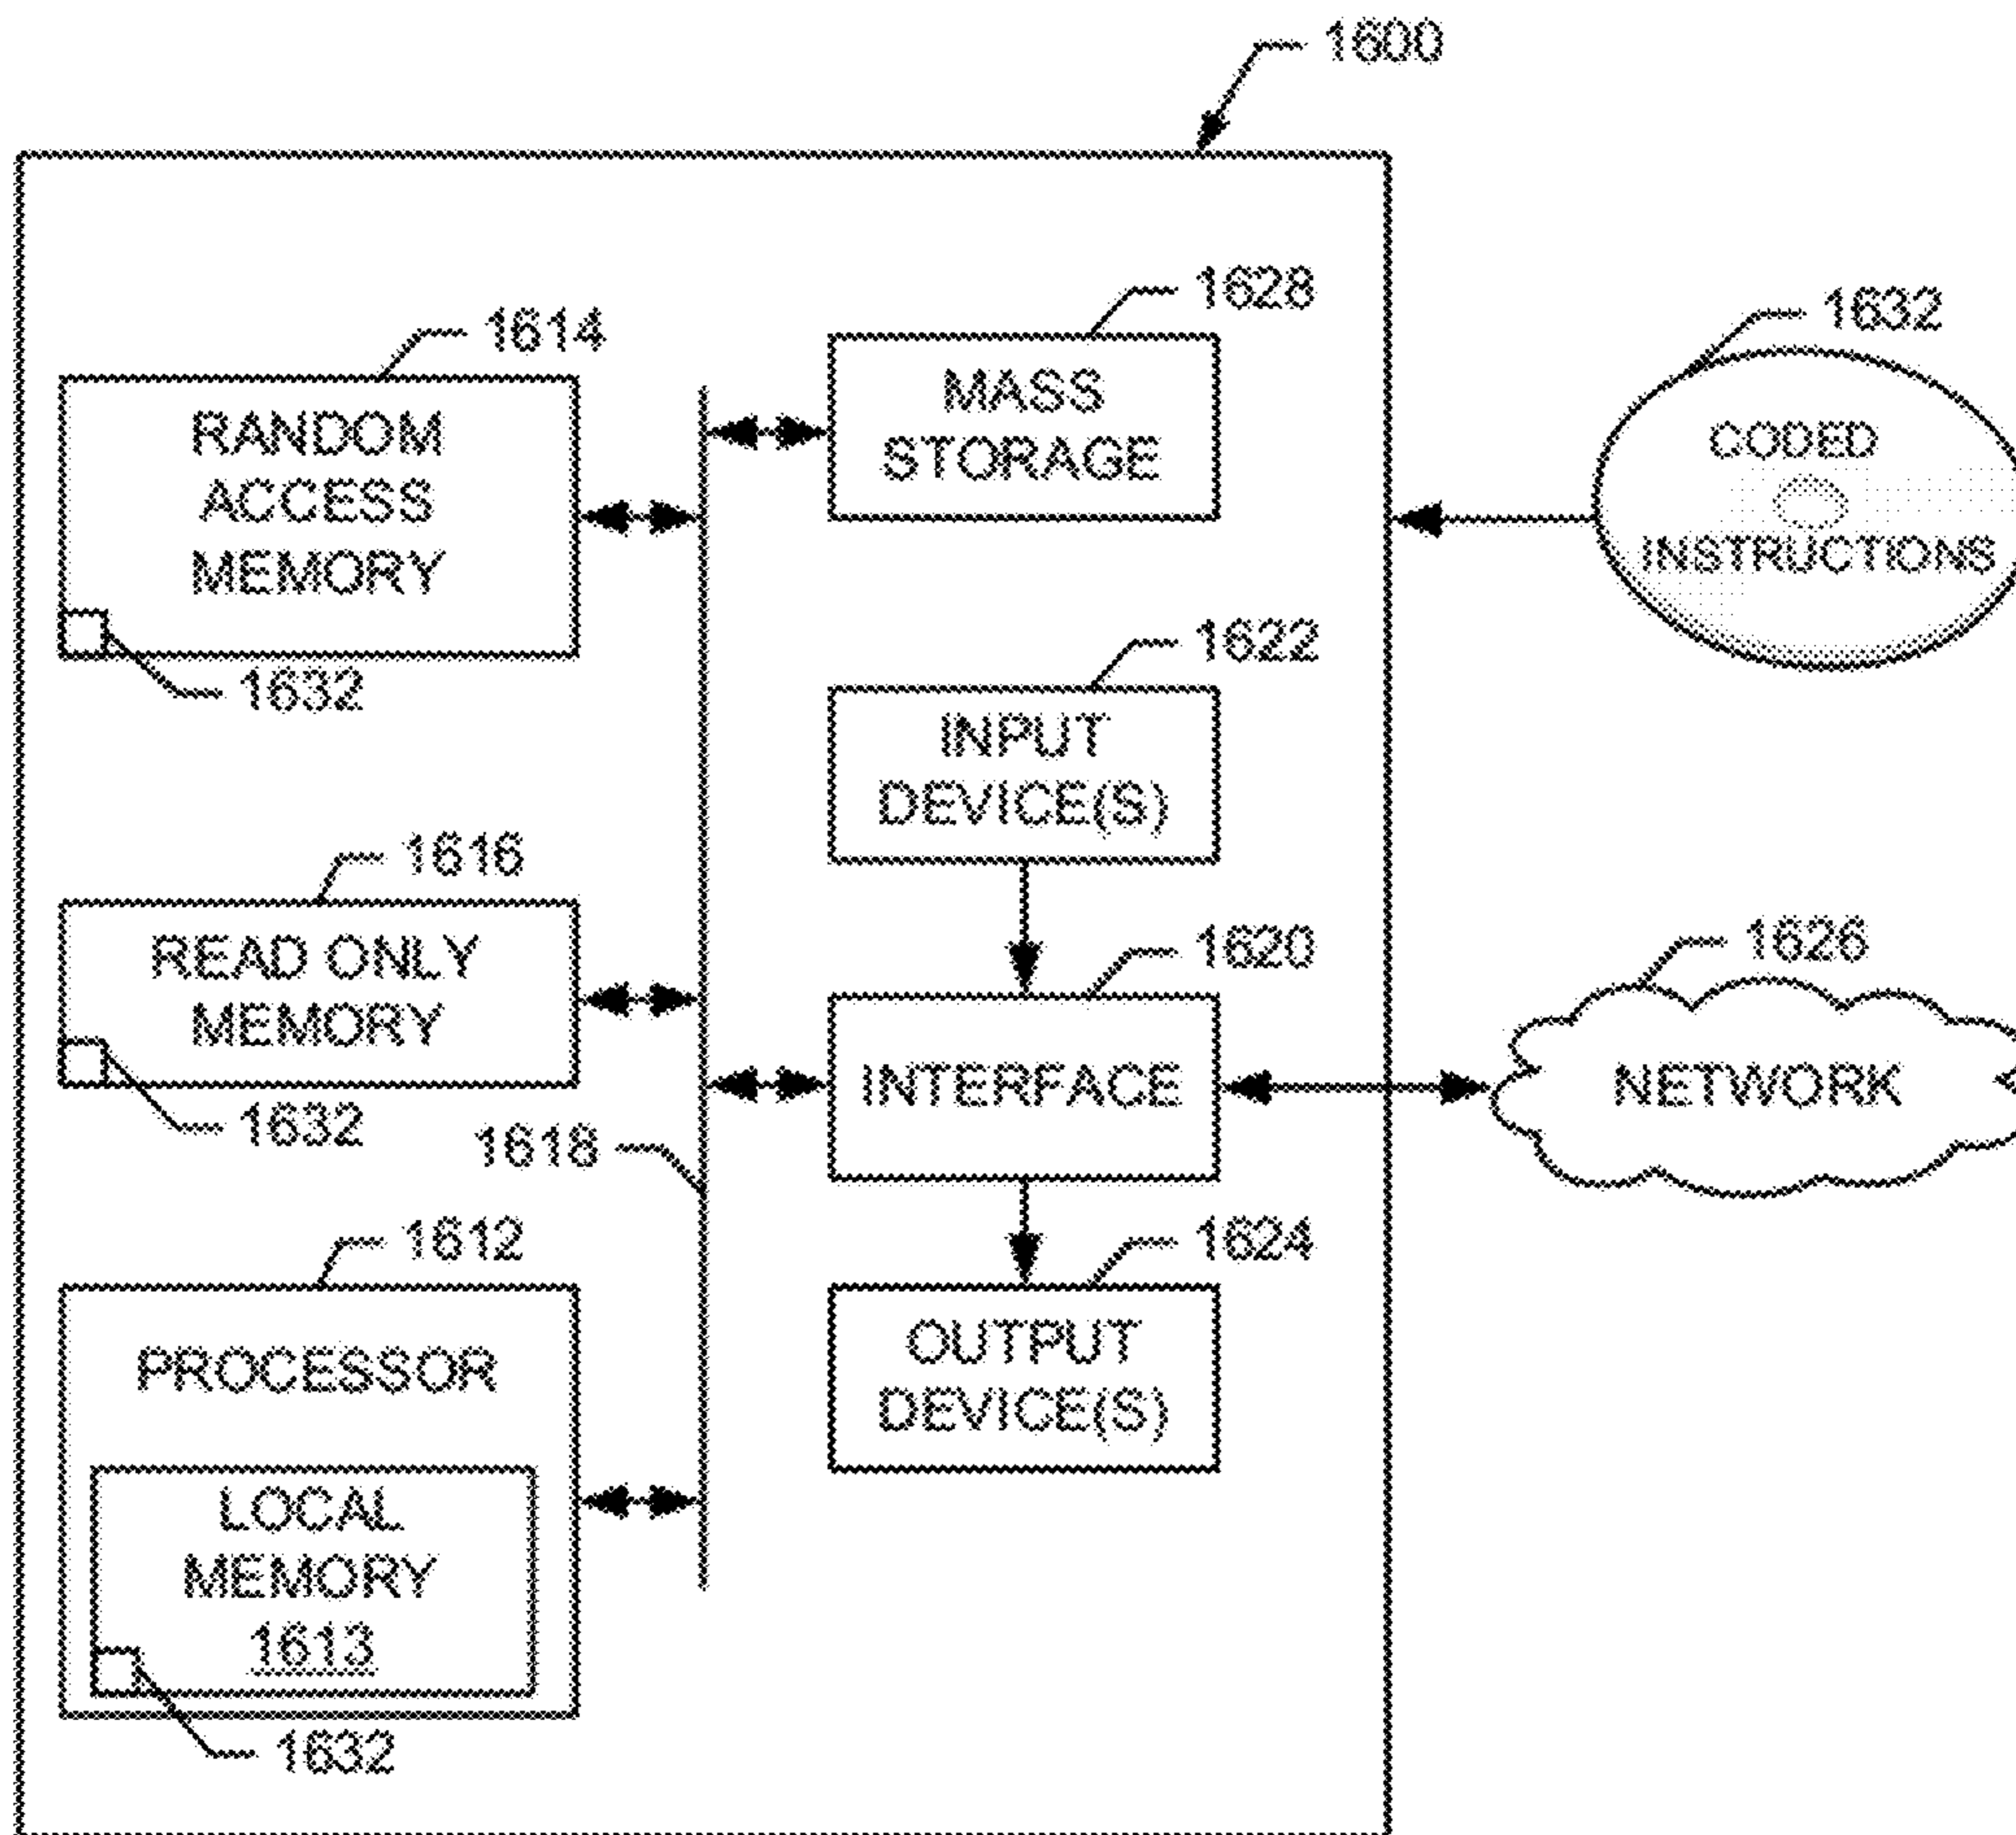 1600
1628
1632
1614
MASS
STORAGE
RANDOM
ACCESS
MEMORY
CODED
INSTRUCTIONS
1632
1622
INPUT
DEVICE(S)
1616
READ ONLY
MEMORY
1632
1620
INTERFACE
1626
NETWORK
1618
1612
PROCESSOR
LOCAL
MEMORY
1613
1632
1624
OUTPUT
DEVICE(S)